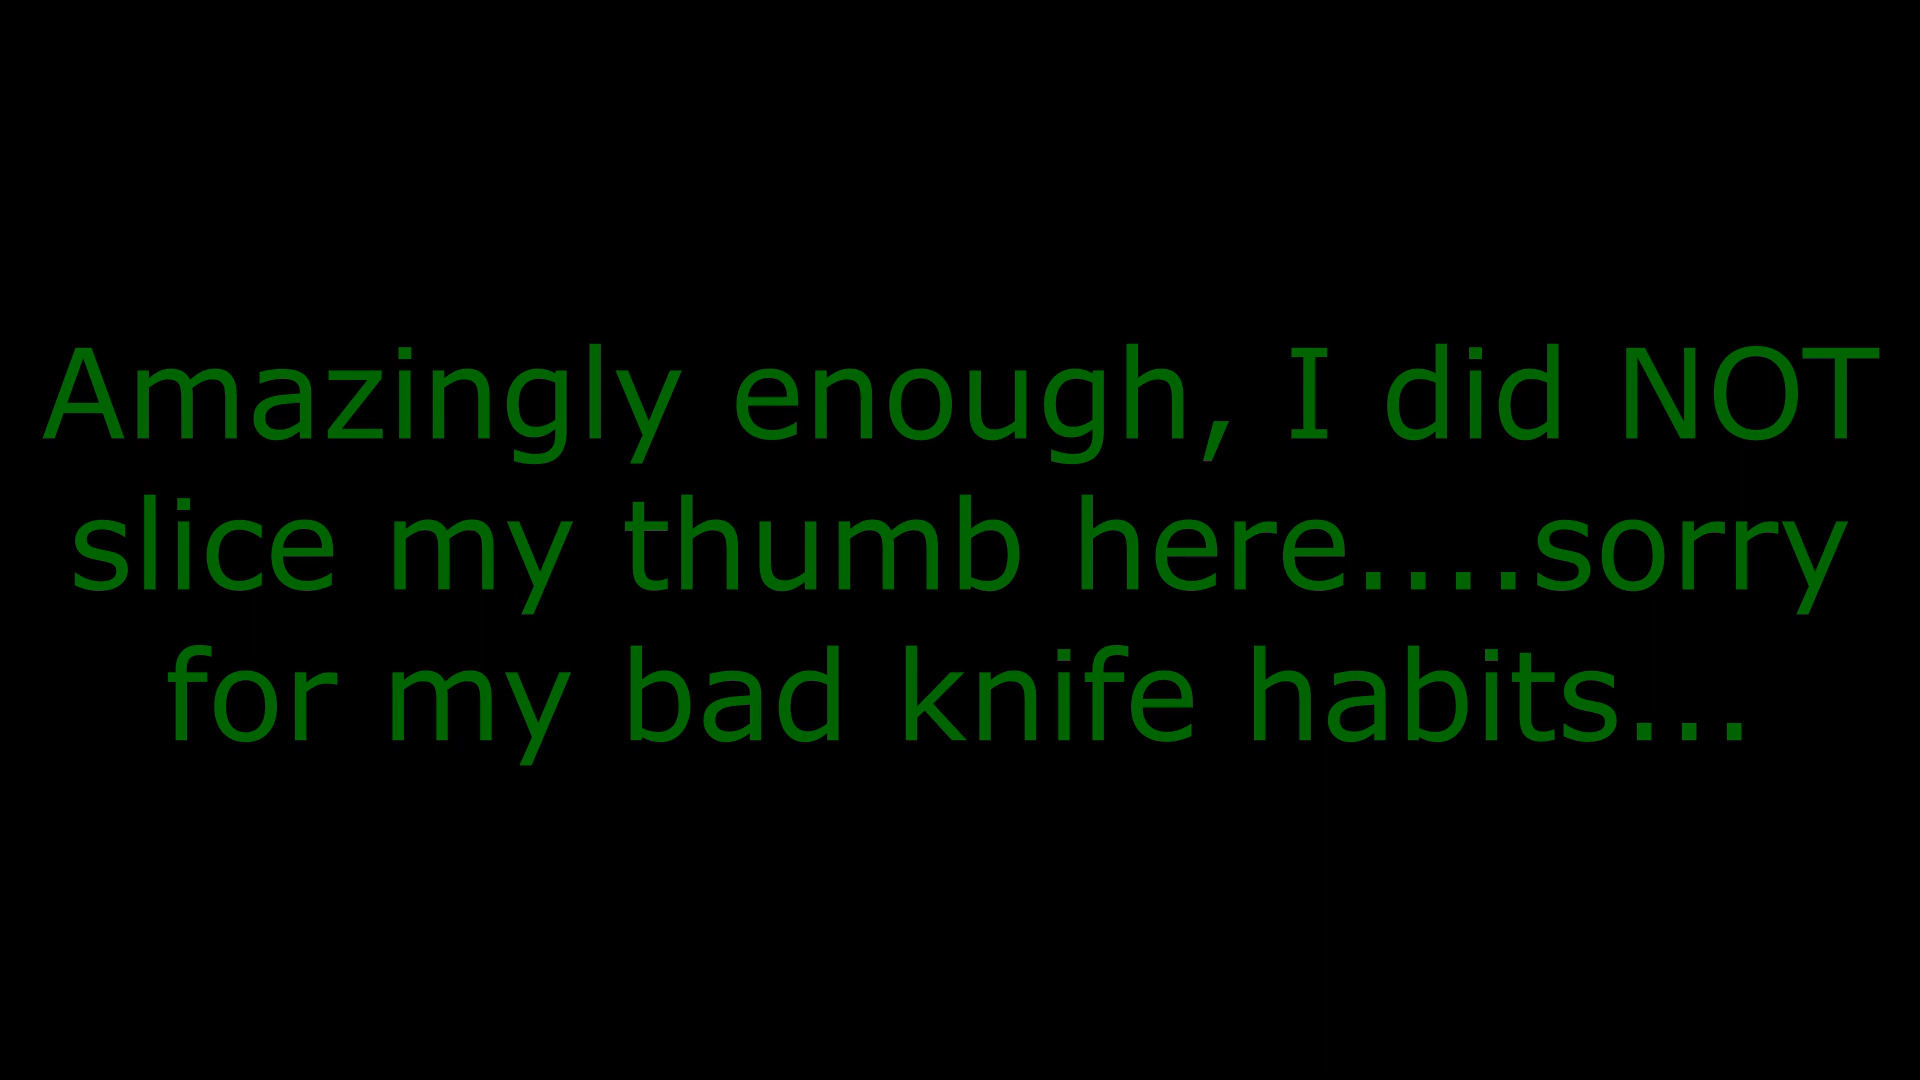 Amazingly enough, I did NOT
slice my thumb here....sorry
for my bad knife habits...